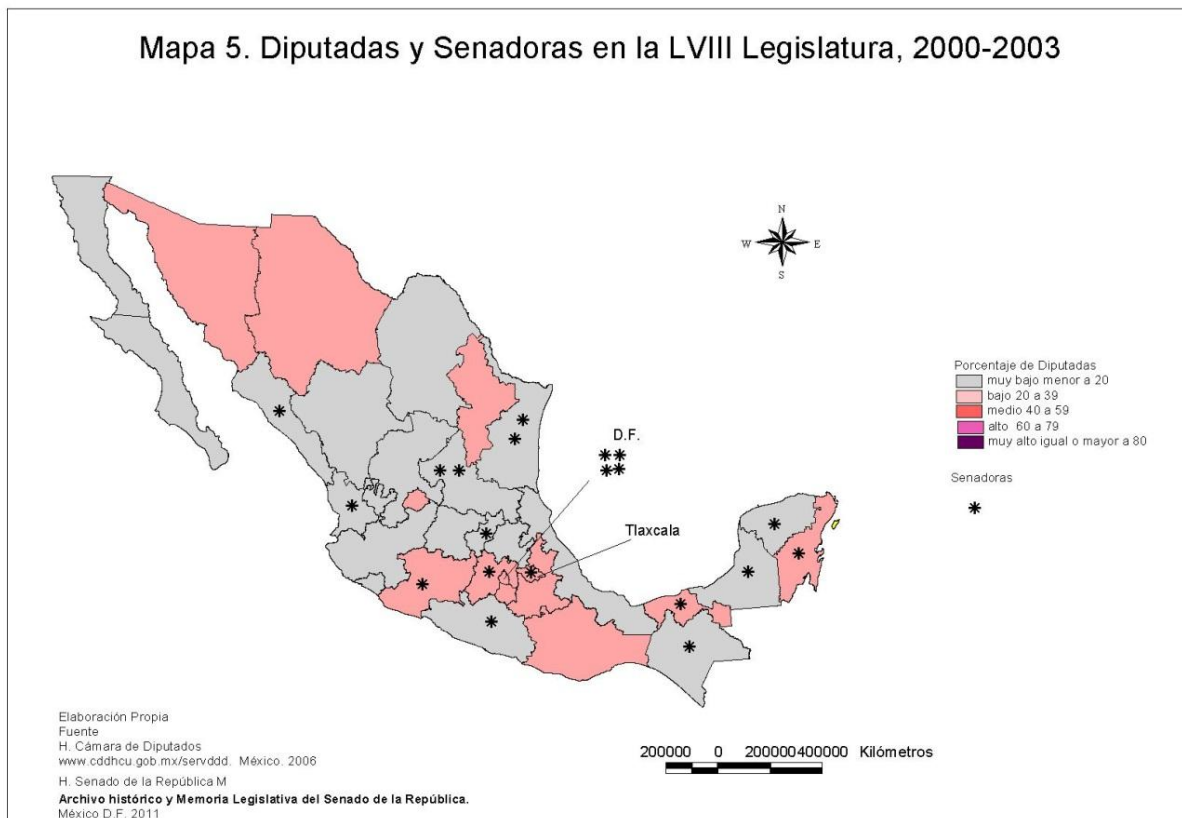 Mapa 5. Diputadas y Senadoras en la LVIII Legislatura, 2000-2003
N
W E
S
Porcentaje de Diputadas
muy bajo menor a 20
bajo 20 a 39
medio 40 a 59
alto 60 a 79
muy alto igual o mayor a 80
D.F.
Senadoras
Tlaxcala
Elaboración Propia
Fuente
H. Cámara de Diputados
www.cddhcu.gob.mx/servddd. México. 2006
H. Senado de la República M
Archivo histórico y Memoria Legislativa del Senado de la República.
México D.F. 2011
200000 0 200000400000 Kilómetros